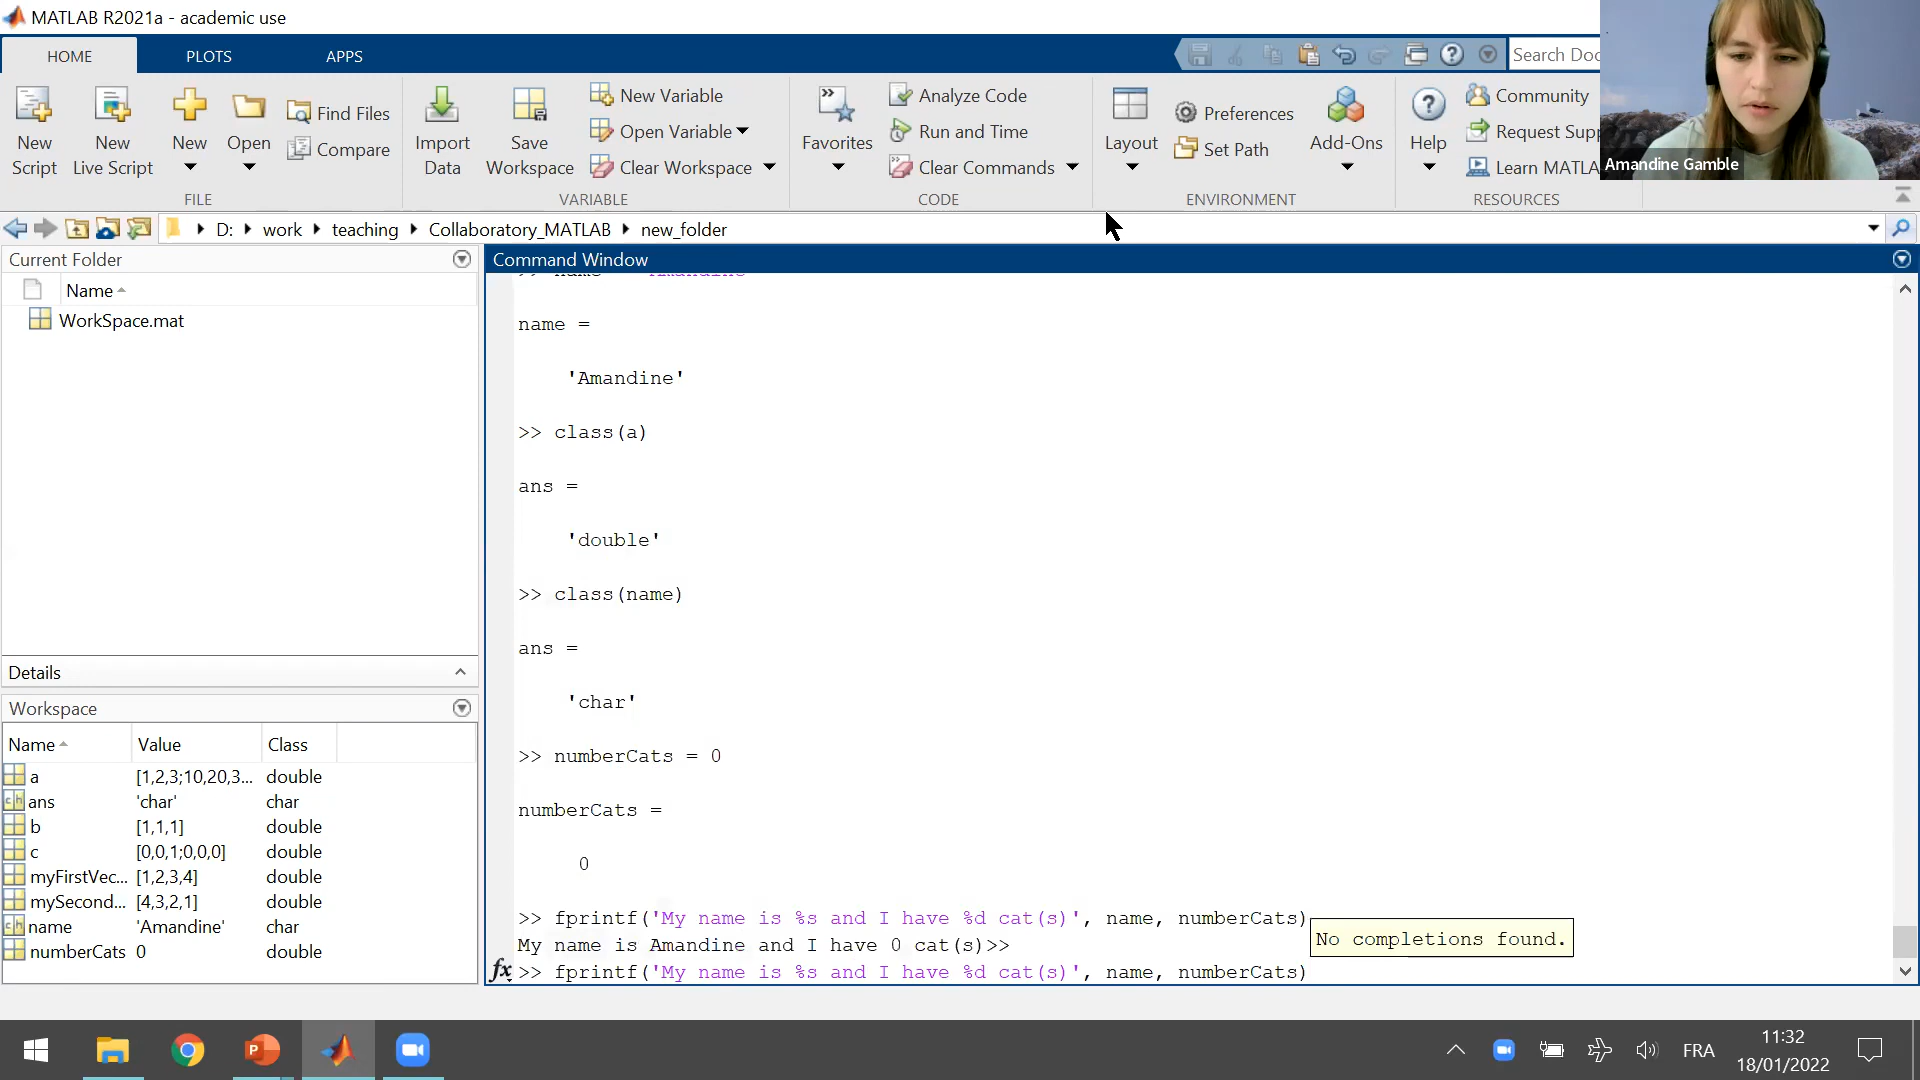 MATLAB R2021a - academic use
HOME
PLOTS
APPS
Search Doc
New Script
New Live Script
New
Open
Find Files
Compare
FILE
Import Data
Save Workspace
New Variable
Open Variable
Clear Workspace
VARIABLE
Favorites
Analyze Code
Run and Time
Clear Commands
CODE
Layout
Preferences
Set Path
Add-Ons
ENVIRONMENT
Help
Community
Request Supp
Learn MATLA
RESOURCES
Amandine Gamble
D: work teaching Collaboratory_MATLAB new_folder
Current Folder
Name
WorkSpace.mat
Details
Workspace
Name Value Class
a [1,2,3;10,20,3... double
ans 'char' char
b [1,1,1] double
c [0,0,1;0,0,0] double
myFirstVec... [1,2,3,4] double
mySecond... [4,3,2,1] double
name 'Amandine' char
numberCats 0 double
Command Window
name =
'Amandine'
>> class(a)
ans =
'double'
>> class(name)
ans =
'char'
>> numberCats = 0
numberCats =
0
>> fprintf('My name is %s and I have %d cat(s)', name, numberCats)
My name is Amandine and I have 0 cat(s)>>
fx >> fprintf('My name is %s and I have %d cat(s)', name, numberCats)
No completions found.
FRA
11:32
18/01/2022